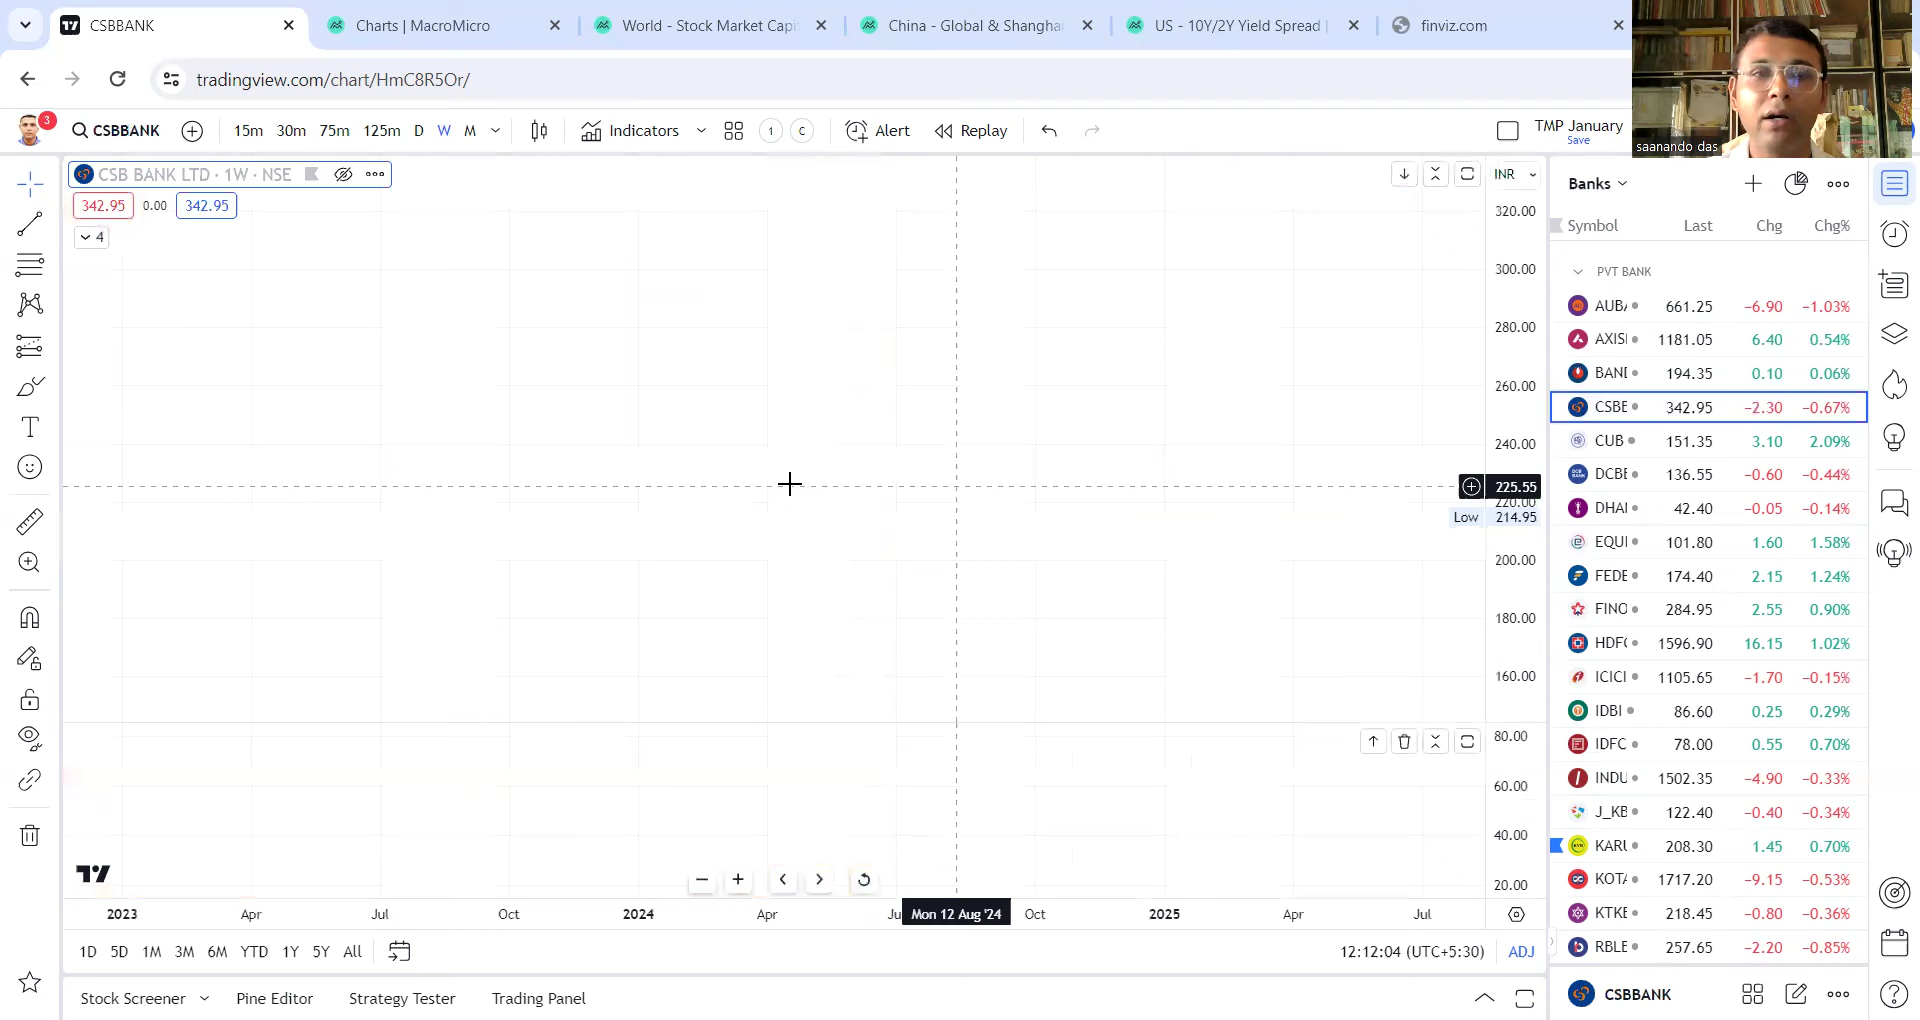 CSBBANK
Charts | MacroMicro
World - Stock Market Capi
China - Global & Shanghai
US - 10Y/2Y Yield Spread |
finviz.com
tradingview.com/chart/HmC8R5Or/
3
CSBBANK
15m 30m 75m 125m D W M
Indicators
1 C
Alert
Replay
TMP January
Save
saanando das
CSB BANK LTD · 1W · NSE
INR
342.95 0.00 342.95
4
320.00
300.00
280.00
260.00
240.00
225.55
220.00
Low 214.95
200.00
180.00
160.00
80.00
60.00
40.00
20.00
2023 Apr Jul Oct 2024 Apr Mon 12 Aug '24 Oct 2025 Apr Jul
1D 5D 1M 3M 6M YTD 1Y 5Y All
12:12:04 (UTC+5:30) ADJ
Stock Screener Pine Editor Strategy Tester Trading Panel
Banks
Symbol Last Chg Chg%
PVT BANK
AUBA 661.25 −6.90 −1.03%
AXISI 1181.05 6.40 0.54%
BAND 194.35 0.10 0.06%
CSBB 342.95 −2.30 −0.67%
CUB 151.35 3.10 2.09%
DCBB 136.55 −0.60 −0.44%
DHAN 42.40 −0.05 −0.14%
EQUI 101.80 1.60 1.58%
FEDE 174.40 2.15 1.24%
FINO 284.95 2.55 0.90%
HDFC 1596.90 16.15 1.02%
ICICI 1105.65 −1.70 −0.15%
IDBI 86.60 0.25 0.29%
IDFC 78.00 0.55 0.70%
INDU 1502.35 −4.90 −0.33%
J_KB 122.40 −0.40 −0.34%
KARU 208.30 1.45 0.70%
KOTA 1717.20 −9.15 −0.53%
KTKB 218.45 −0.80 −0.36%
RBLB 257.65 −2.20 −0.85%
CSBBANK